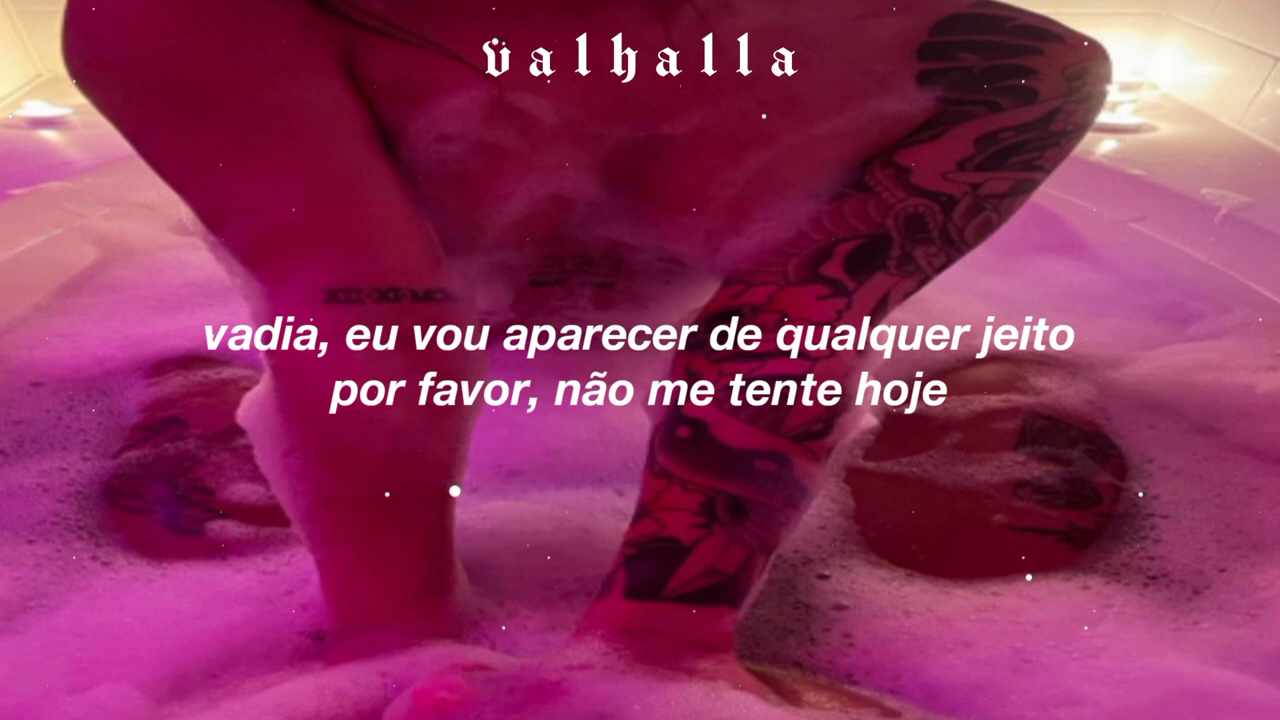 valhalla
vadia, eu vou aparecer de qualquer jeito
por favor, não me tente hoje